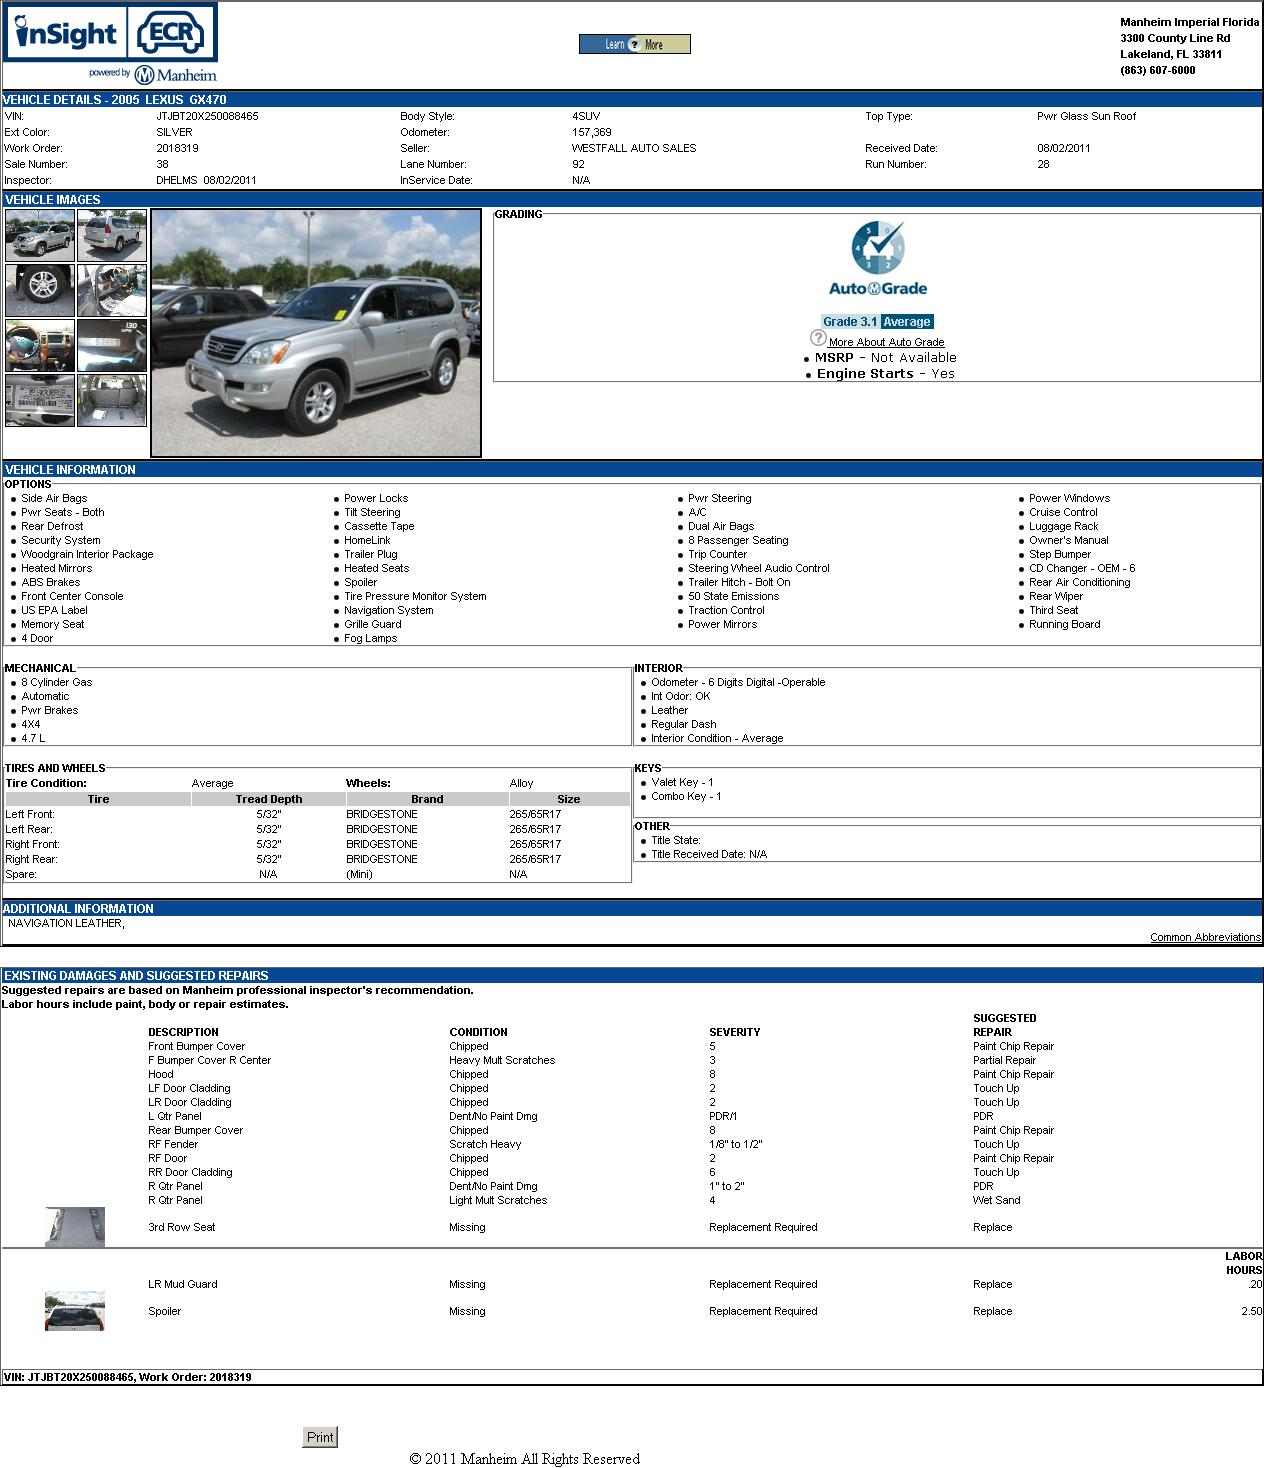 inSight ECR
powered by Manheim
Learn ? More
Manheim Imperial Florida
3300 County Line Rd
Lakeland, FL 33811
(863) 607-6000
VEHICLE DETAILS - 2005 LEXUS GX470
VIN: JTJBT20X250088465 Body Style: 4SUV Top Type: Pwr Glass Sun Roof
Ext Color: SILVER Odometer: 157,369
Work Order: 2018319 Seller: WESTFALL AUTO SALES Received Date: 08/02/2011
Sale Number: 38 Lane Number: 92 Run Number: 28
Inspector: DHELMS 08/02/2011 InService Date: N/A
VEHICLE IMAGES
GRADING
AutoGrade
Grade 3.1 Average
? More About Auto Grade
• MSRP - Not Available
• Engine Starts - Yes
VEHICLE INFORMATION
OPTIONS
• Side Air Bags • Power Locks • Pwr Steering • Power Windows
• Pwr Seats - Both • Tilt Steering • A/C • Cruise Control
• Rear Defrost • Cassette Tape • Dual Air Bags • Luggage Rack
• Security System • HomeLink • 8 Passenger Seating • Owner's Manual
• Woodgrain Interior Package • Trailer Plug • Trip Counter • Step Bumper
• Heated Mirrors • Heated Seats • Steering Wheel Audio Control • CD Changer - OEM - 6
• ABS Brakes • Spoiler • Trailer Hitch - Bolt On • Rear Air Conditioning
• Front Center Console • Tire Pressure Monitor System • 50 State Emissions • Rear Wiper
• US EPA Label • Navigation System • Traction Control • Third Seat
• Memory Seat • Grille Guard • Power Mirrors • Running Board
• 4 Door • Fog Lamps
MECHANICAL
• 8 Cylinder Gas
• Automatic
• Pwr Brakes
• 4X4
• 4.7 L
INTERIOR
• Odometer - 6 Digits Digital -Operable
• Int Odor: OK
• Leather
• Regular Dash
• Interior Condition - Average
TIRES AND WHEELS
Tire Condition: Average Wheels: Alloy
Tire Tread Depth Brand Size
Left Front: 5/32" BRIDGESTONE 265/65R17
Left Rear: 5/32" BRIDGESTONE 265/65R17
Right Front: 5/32" BRIDGESTONE 265/65R17
Right Rear: 5/32" BRIDGESTONE 265/65R17
Spare: N/A (Mini) N/A
KEYS
• Valet Key - 1
• Combo Key - 1
OTHER
• Title State:
• Title Received Date: N/A
ADDITIONAL INFORMATION
NAVIGATION LEATHER,
Common Abbreviations
EXISTING DAMAGES AND SUGGESTED REPAIRS
Suggested repairs are based on Manheim professional inspector's recommendation.
Labor hours include paint, body or repair estimates.
DESCRIPTION CONDITION SEVERITY SUGGESTED REPAIR
Front Bumper Cover Chipped 5 Paint Chip Repair
F Bumper Cover R Center Heavy Mult Scratches 3 Partial Repair
Hood Chipped 8 Paint Chip Repair
LF Door Cladding Chipped 2 Touch Up
LR Door Cladding Chipped 2 Touch Up
L Qtr Panel Dent/No Paint Dmg PDR/1 PDR
Rear Bumper Cover Chipped 8 Paint Chip Repair
RF Fender Scratch Heavy 1/8" to 1/2" Touch Up
RF Door Chipped 2 Paint Chip Repair
RR Door Cladding Chipped 6 Touch Up
R Qtr Panel Dent/No Paint Dmg 1" to 2" PDR
R Qtr Panel Light Mult Scratches 4 Wet Sand
3rd Row Seat Missing Replacement Required Replace
LABOR HOURS
LR Mud Guard Missing Replacement Required Replace .20
Spoiler Missing Replacement Required Replace 2.50
VIN: JTJBT20X250088465, Work Order: 2018319
Print
© 2011 Manheim All Rights Reserved